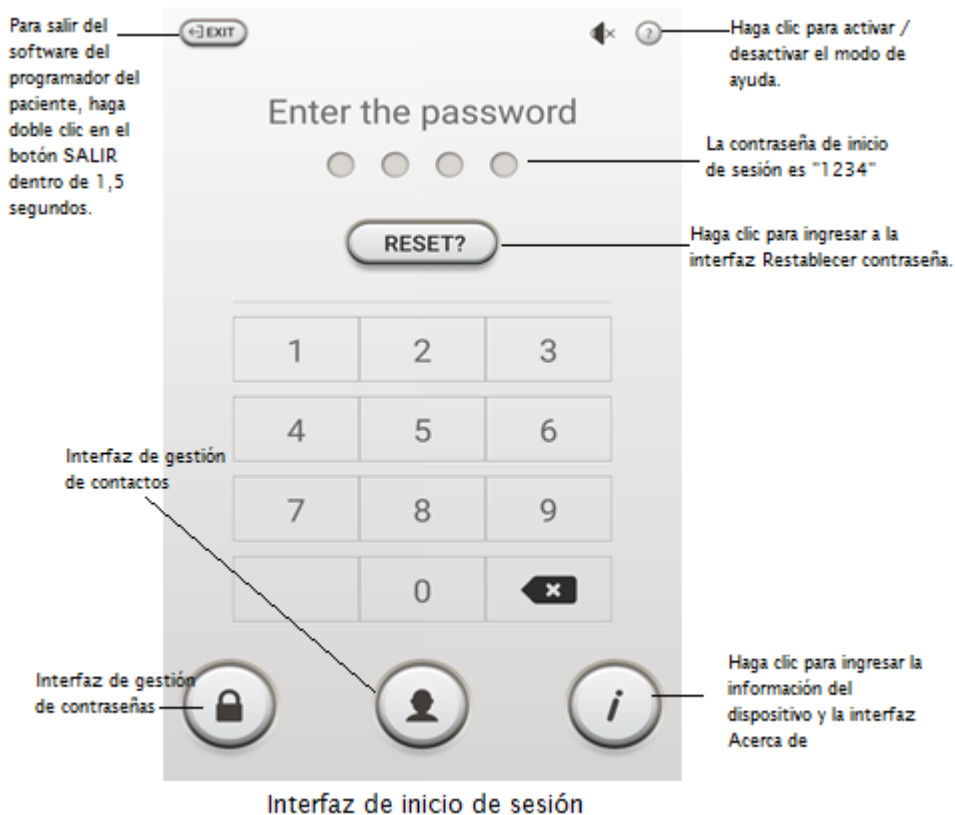 Para salir del
software del
programador del
paciente, haga
doble clic en el
botón SALIR
dentro de 1,5
segundos.
EXIT
?
Haga clic para activar /
desactivar el modo de
ayuda.
Enter the password
La contraseña de inicio
de sesión es "1234"
RESET?
Haga clic para ingresar a la
interfaz Restablecer contraseña.
1 2 3
4 5 6
Interfaz de gestión
de contactos
7 8 9
0
Interfaz de gestión
de contraseñas
i
Haga clic para ingresar la
información del
dispositivo y la interfaz
Acerca de
Interfaz de inicio de sesión